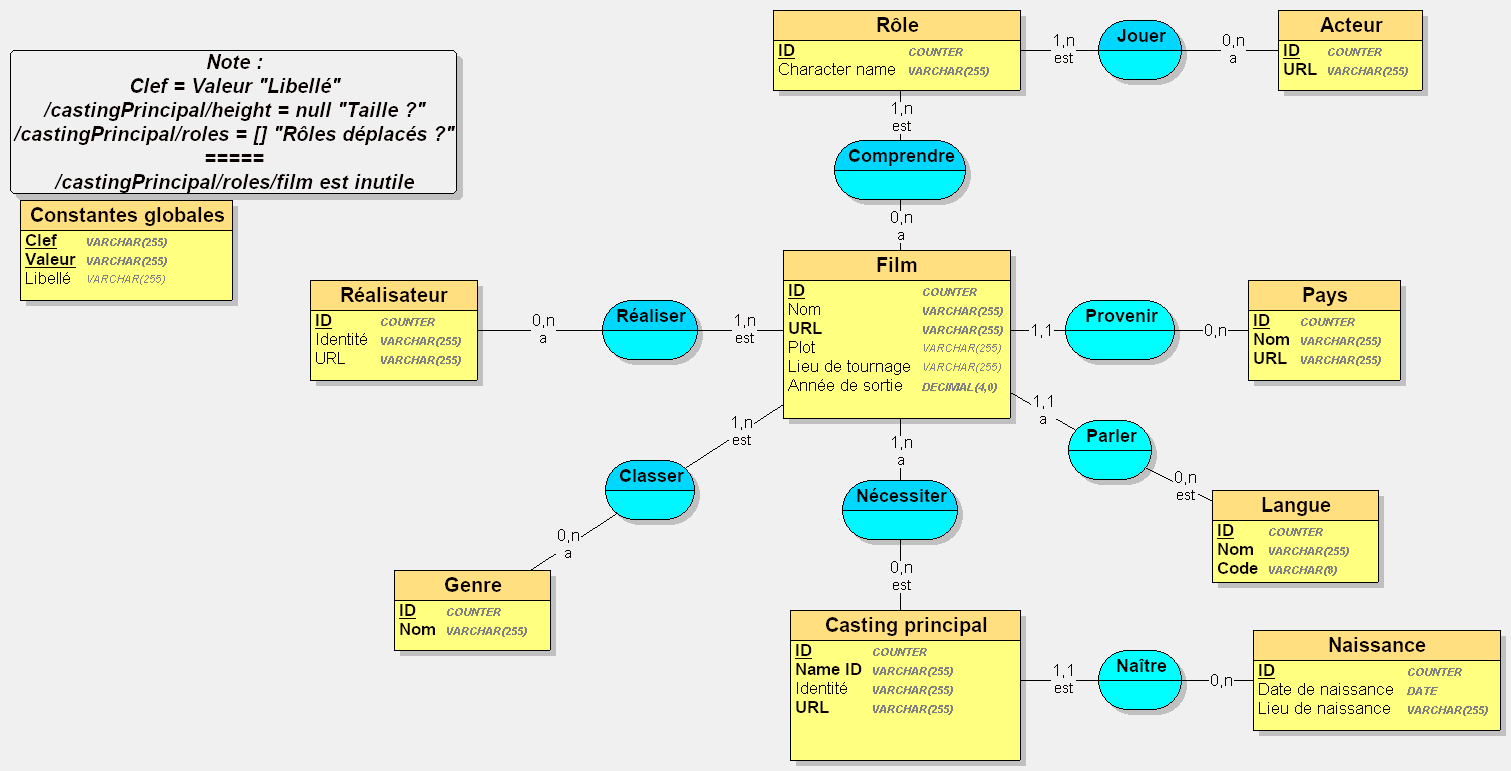 Note :
Clef = Valeur "Libellé"
/castingPrincipal/height = null "Taille ?"
/castingPrincipal/roles = [] "Rôles déplacés ?"
=====
/castingPrincipal/roles/film est inutile
Constantes globales
Clef VARCHAR(255)
Valeur VARCHAR(255)
Libellé VARCHAR(255)
Rôle
ID COUNTER
Character name VARCHAR(255)
1,n
est
Jouer
0,n
a
Acteur
ID COUNTER
URL VARCHAR(255)
1,n
est
Comprendre
0,n
a
Réalisateur
ID COUNTER
Identité VARCHAR(255)
URL VARCHAR(255)
0,n
a
Réaliser
1,n
est
Film
ID COUNTER
Nom VARCHAR(255)
URL VARCHAR(255)
Plot VARCHAR(255)
Lieu de tournage VARCHAR(255)
Année de sortie DECIMAL(4,0)
1,1
Provenir
0,n
Pays
ID COUNTER
Nom VARCHAR(255)
URL VARCHAR(255)
1,1
a
Parler
0,n
est
Langue
ID COUNTER
Nom VARCHAR(255)
Code VARCHAR(8)
1,n
est
Classer
0,n
a
Genre
ID COUNTER
Nom VARCHAR(255)
1,n
a
Nécessiter
0,n
est
Casting principal
ID COUNTER
Name ID VARCHAR(255)
Identité VARCHAR(255)
URL VARCHAR(255)
1,1
est
Naître
0,n
Naissance
ID COUNTER
Date de naissance DATE
Lieu de naissance VARCHAR(255)